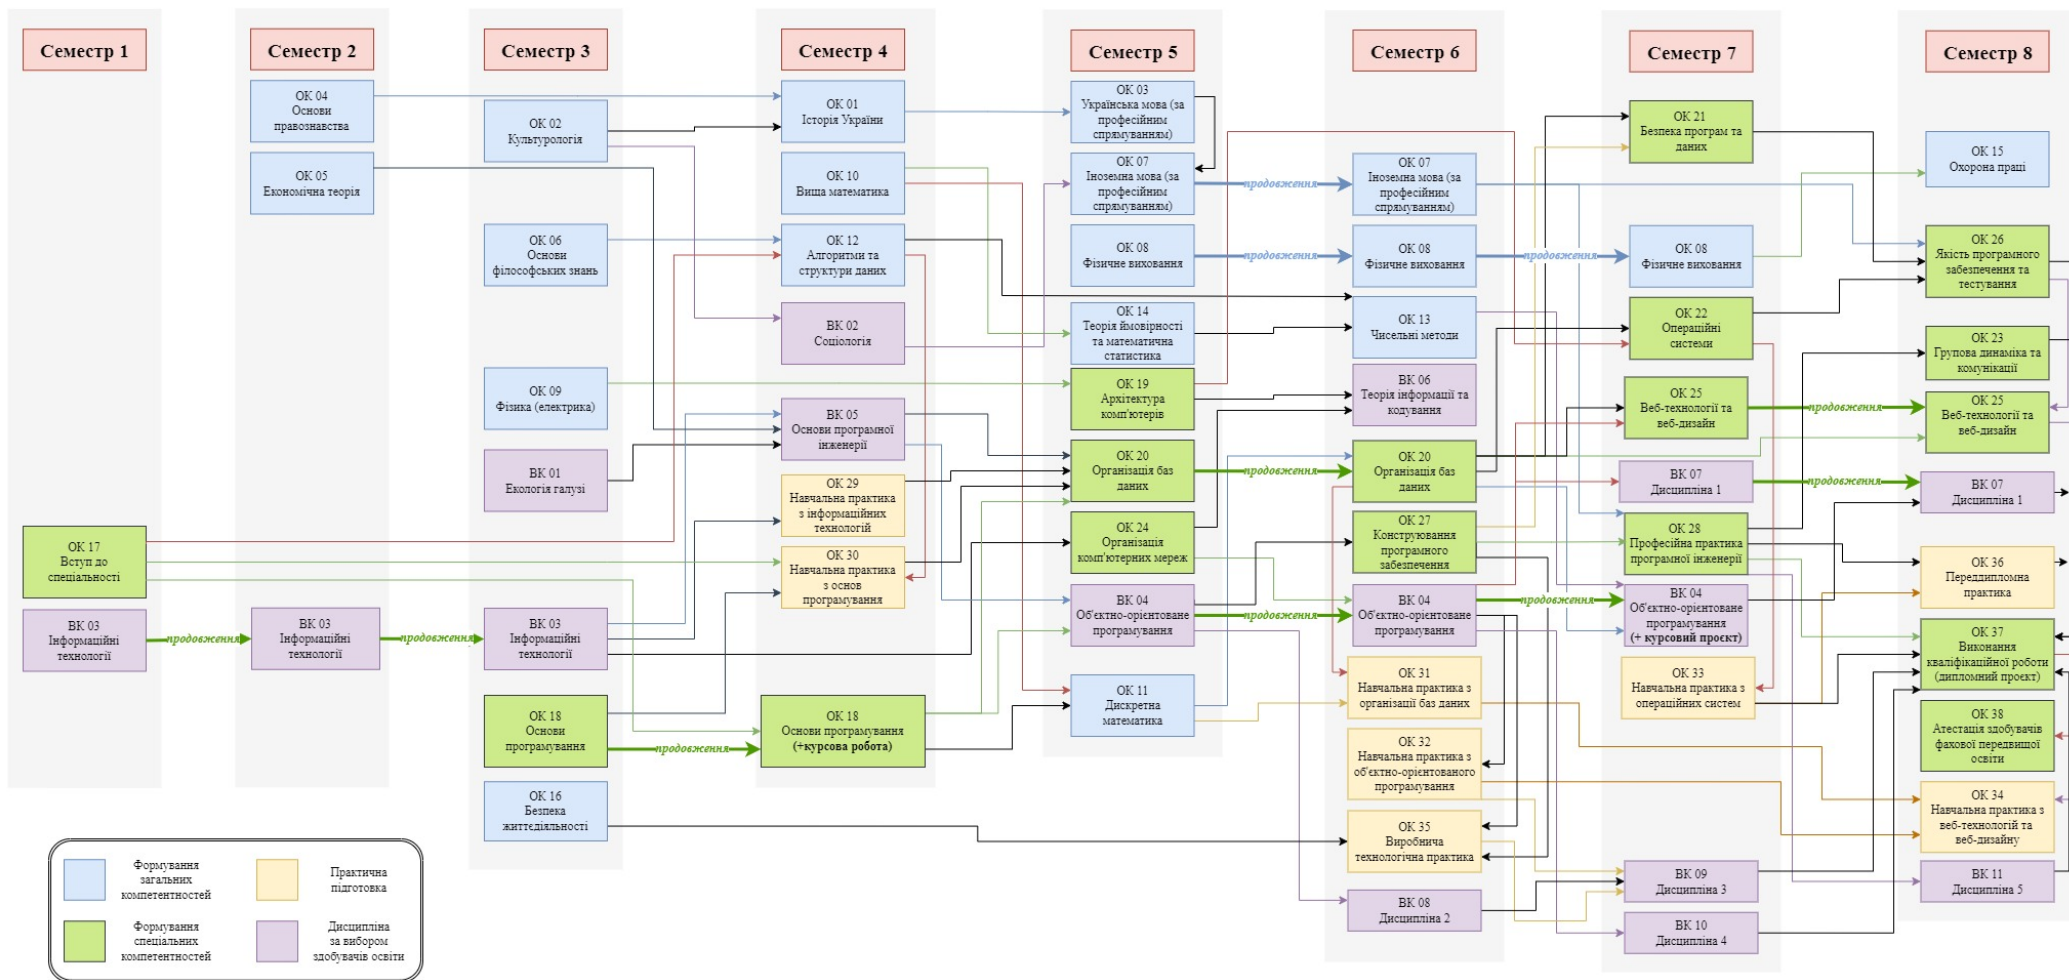 Семестр 1
ОК 17
Вступ до
спеціальності
ВК 03
Інформаційні
технології
продовження
Семестр 2
ОК 04
Основи
правознавства
ОК 05
Економічна теорія
ВК 03
Інформаційні
технології
продовження
Семестр 3
ОК 02
Культурологія
ОК 06
Основи
філософських знань
ОК 09
Фізика (електрика)
ВК 01
Екологія галузі
ВК 03
Інформаційні
технології
ОК 18
Основи
програмування
продовження
ОК 16
Безпека
життєдіяльності
Семестр 4
ОК 01
Історія України
ОК 10
Вища математика
ОК 12
Алгоритми та
структури даних
ВК 02
Соціологія
ВК 05
Основи програмної
інженерії
ОК 29
Навчальна практика
з інформаційних
технологій
ОК 30
Навчальна практика
з основ
програмування
ОК 18
Основи програмування
(+курсова робота)
Семестр 5
ОК 03
Українська мова (за
професійним
спрямуванням)
ОК 07
Іноземна мова (за
професійним
спрямуванням)
продовження
ОК 08
Фізичне виховання
продовження
ОК 14
Теорія ймовірності
та математична
статистика
ОК 19
Архітектура
комп'ютерів
ОК 20
Організація баз
даних
продовження
ОК 24
Організація
комп'ютерних мереж
ВК 04
Об'єктно-орієнтоване
програмування
продовження
ОК 11
Дискретна
математика
Семестр 6
ОК 07
Іноземна мова (за
професійним
спрямуванням)
ОК 08
Фізичне виховання
продовження
ОК 13
Чисельні методи
ВК 06
Теорія інформації та
кодування
ОК 20
Організація баз
даних
ОК 27
Конструювання
програмного
забезпечення
ВК 04
Об'єктно-орієнтоване
програмування
продовження
ОК 31
Навчальна практика з
організації баз даних
ОК 32
Навчальна практика з
об'єктно-орієнтованого
програмування
ОК 35
Виробнича
технологічна практика
ВК 08
Дисципліна 2
Семестр 7
ОК 21
Безпека програм та
даних
ОК 08
Фізичне виховання
ОК 22
Операційні
системи
ОК 25
Веб-технології та
веб-дизайн
продовження
ВК 07
Дисципліна 1
продовження
ОК 28
Професійна практика
програмної інженерії
ВК 04
Об'єктно-орієнтоване
програмування
(+ курсовий проєкт)
ОК 33
Навчальна практика з
операційних систем
ВК 09
Дисципліна 3
ВК 10
Дисципліна 4
Семестр 8
ОК 15
Охорона праці
ОК 26
Якість програмного
забезпечення та
тестування
ОК 23
Групова динаміка та
комунікації
ОК 25
Веб-технології та
веб-дизайн
ВК 07
Дисципліна 1
ОК 36
Переддипломна
практика
ОК 37
Виконання
кваліфікаційної роботи
(дипломний проєкт)
ОК 38
Атестація здобувачів
фахової передвищої
освіти
ОК 34
Навчальна практика з
веб-технологій та
веб-дизайну
ВК 11
Дисципліна 5
Формування
загальних
компетентностей
Практична
підготовка
Формування
спеціальних
компетентностей
Дисципліна
за вибором
здобувачів освіти